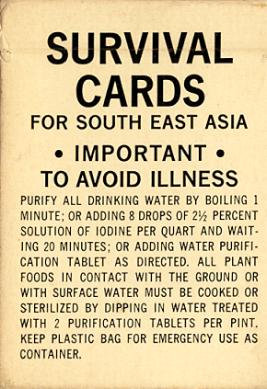 SURVIVAL
CARDS
FOR SOUTH EAST ASIA
• IMPORTANT •
TO AVOID ILLNESS
PURIFY ALL DRINKING WATER BY BOILING 1
MINUTE; OR ADDING 8 DROPS OF 2½ PERCENT
SOLUTION OF IODINE PER QUART AND WAIT-
ING 20 MINUTES; OR ADDING WATER PURIFI-
CATION TABLET AS DIRECTED. ALL PLANT
FOODS IN CONTACT WITH THE GROUND OR
WITH SURFACE WATER MUST BE COOKED OR
STERILIZED BY DIPPING IN WATER TREATED
WITH 2 PURIFICATION TABLETS PER PINT.
KEEP PLASTIC BAG FOR EMERGENCY USE AS
CONTAINER.